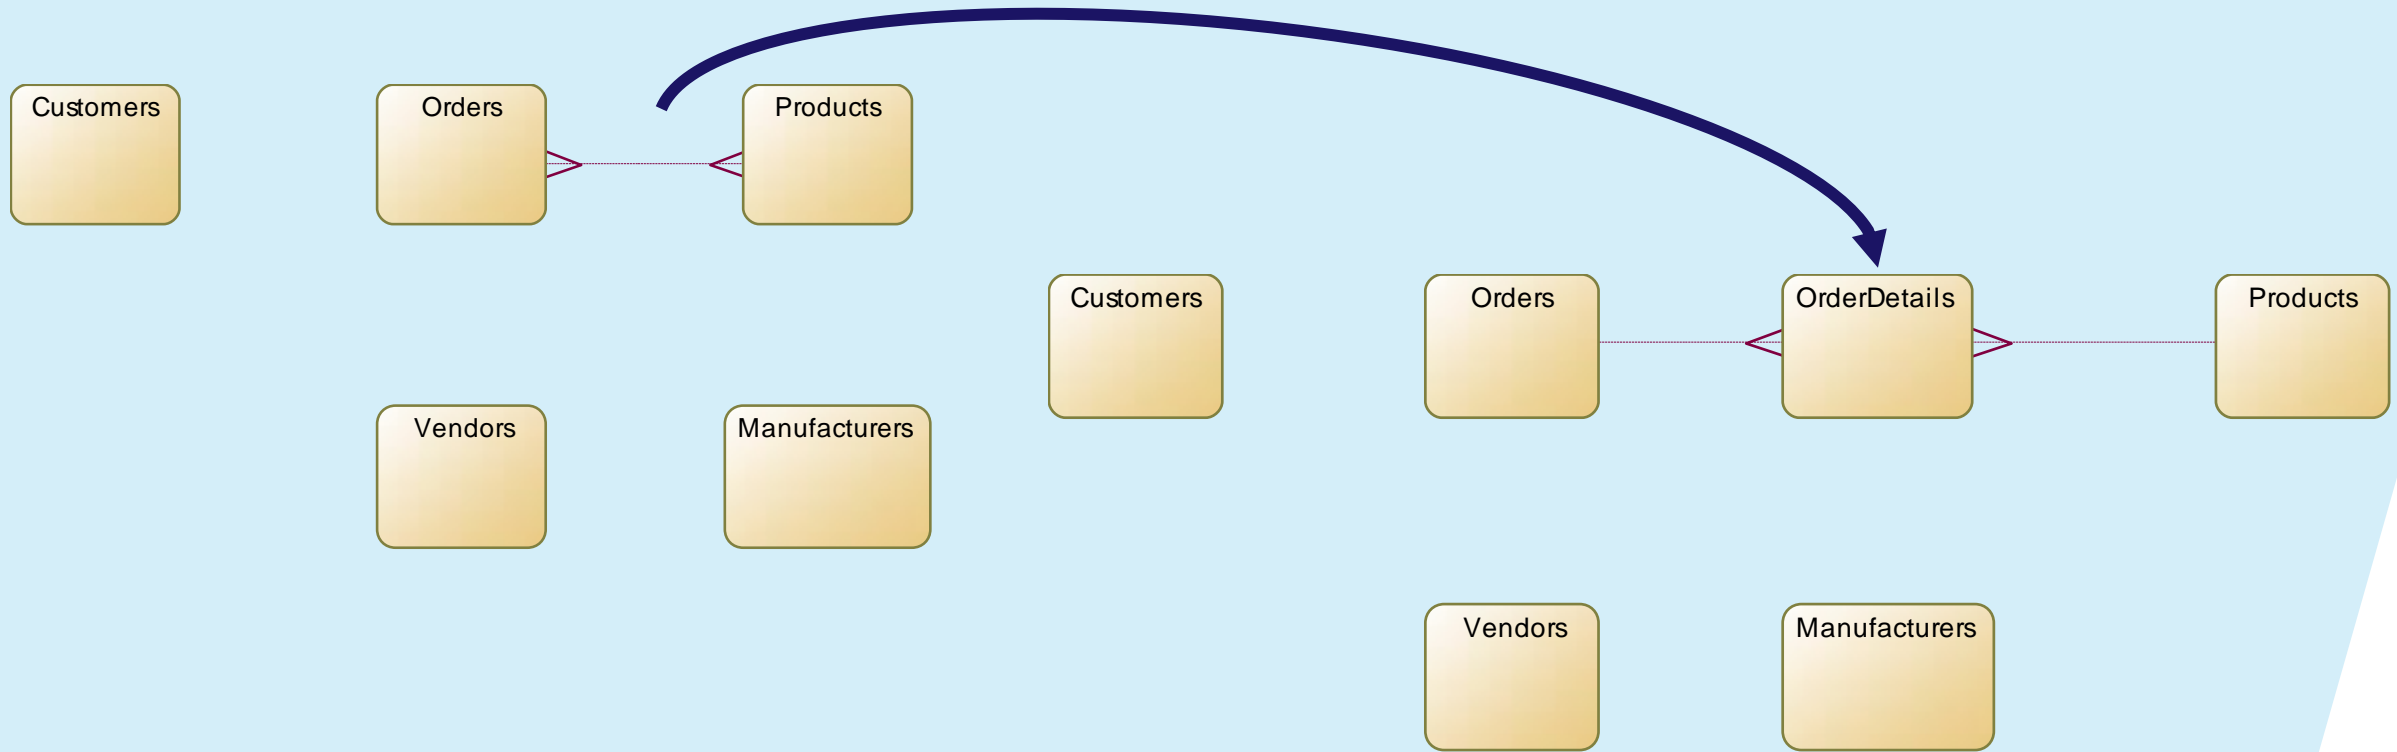 Customers
Orders
Products
Vendors
Manufacturers
Customers
Orders
OrderDetails
Products
Vendors
Manufacturers